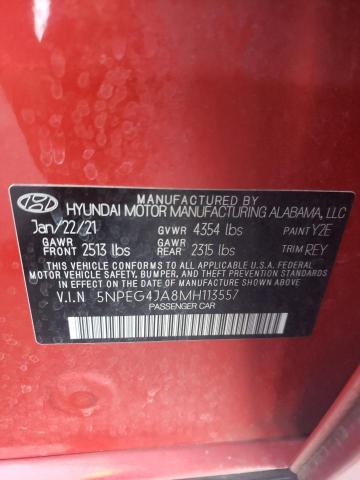 MANUFACTURED BY
HYUNDAI MOTOR MANUFACTURING ALABAMA, LLC
Jan/22/21 GVWR 4354 lbs PAINT Y2E
GAWR FRONT 2513 lbs GAWR REAR 2315 lbs TRIM REY
THIS VEHICLE CONFORMS TO ALL APPLICABLE U.S.A. FEDERAL
MOTOR VEHICLE SAFETY, BUMPER, AND THEFT PREVENTION STANDARDS
IN EFFECT ON THE DATE OF MANUFACTURE SHOWN ABOVE.
V.I.N 5NPEG4JA8MH113557
PASSENGER CAR